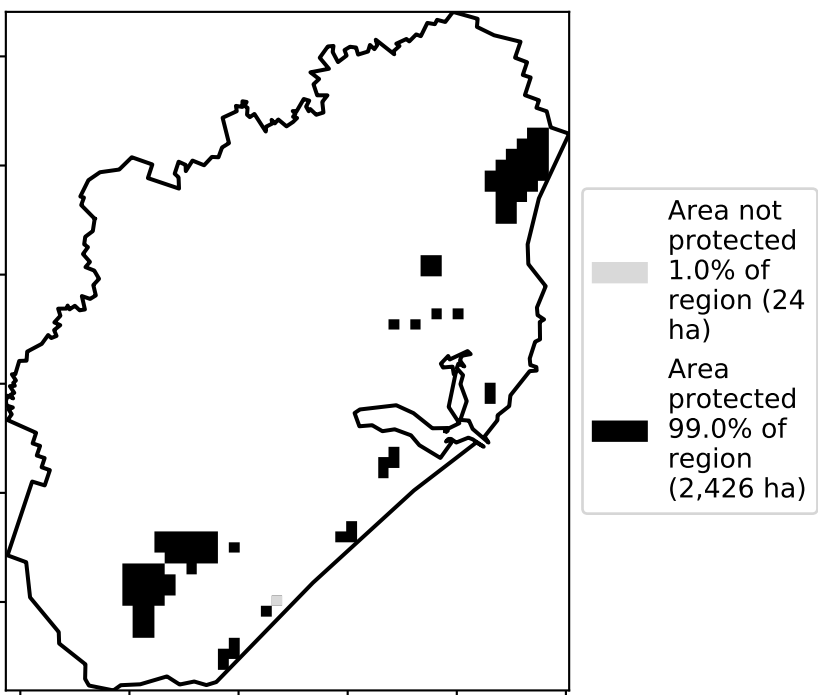 Area not
protected
1.0% of
region (24
ha)
Area
protected
99.0% of
region
(2,426 ha)